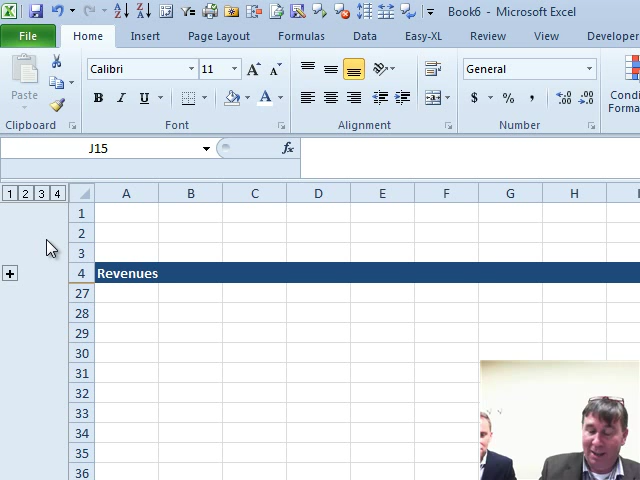 Book6 - Microsoft Excel
File Home Insert Page Layout Formulas Data Easy-XL Review View Developer
Paste
Calibri 11 General
B I U A $ % ,
Clipboard Font Alignment Number
J15 fx
1 2 3 4
A B C D E F G H
1
2
3
4 Revenues
27
28
29
30
31
32
33
34
35
36